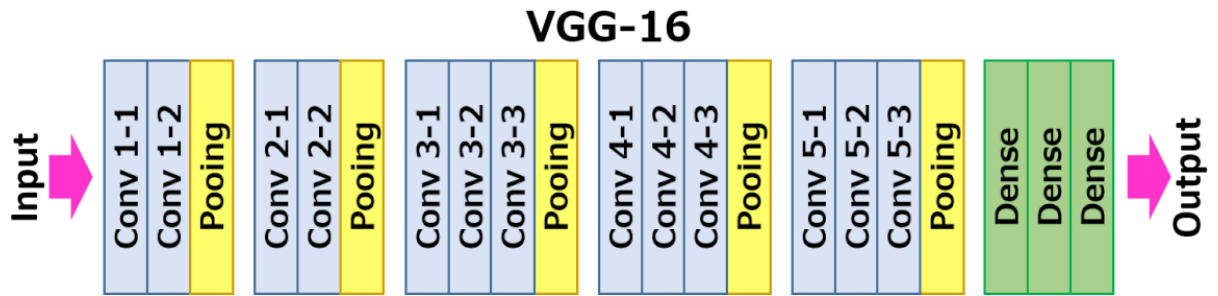 VGG-16
Input
Conv 1-1
Conv 1-2
Pooing
Conv 2-1
Conv 2-2
Pooing
Conv 3-1
Conv 3-2
Conv 3-3
Pooing
Conv 4-1
Conv 4-2
Conv 4-3
Pooing
Conv 5-1
Conv 5-2
Conv 5-3
Pooing
Dense
Dense
Dense
Output